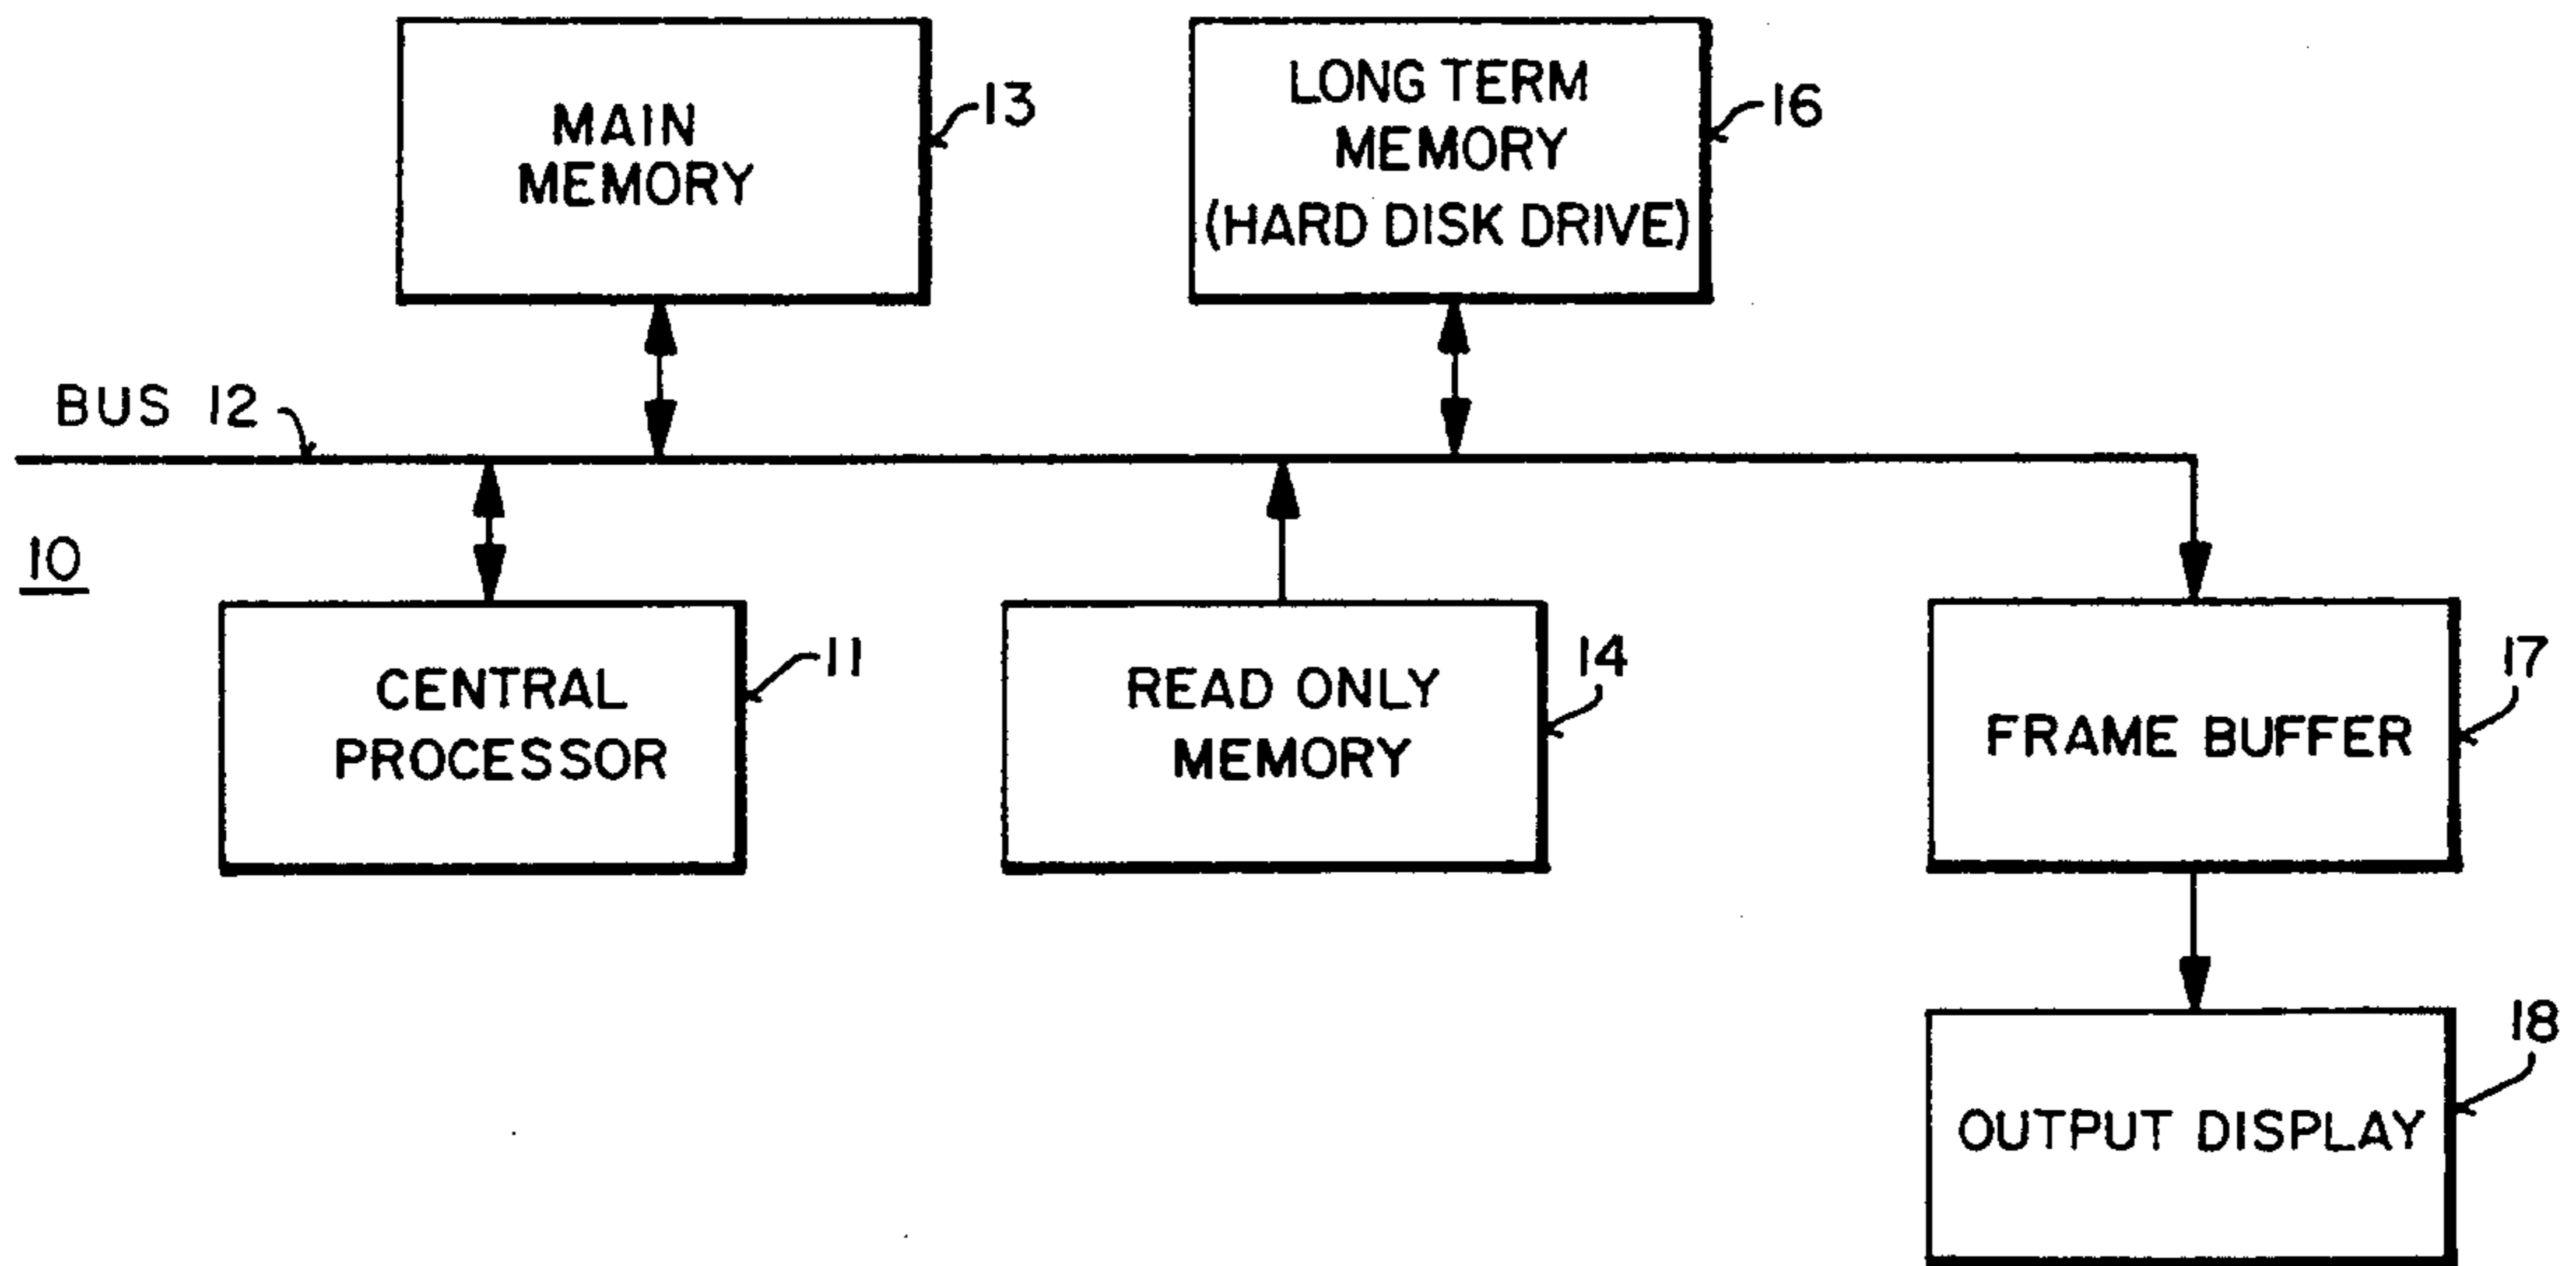 MAIN
MEMORY
13
LONG TERM
MEMORY
(HARD DISK DRIVE)
16
BUS 12
10
CENTRAL
PROCESSOR
11
READ ONLY
MEMORY
14
FRAME BUFFER
17
OUTPUT DISPLAY
18